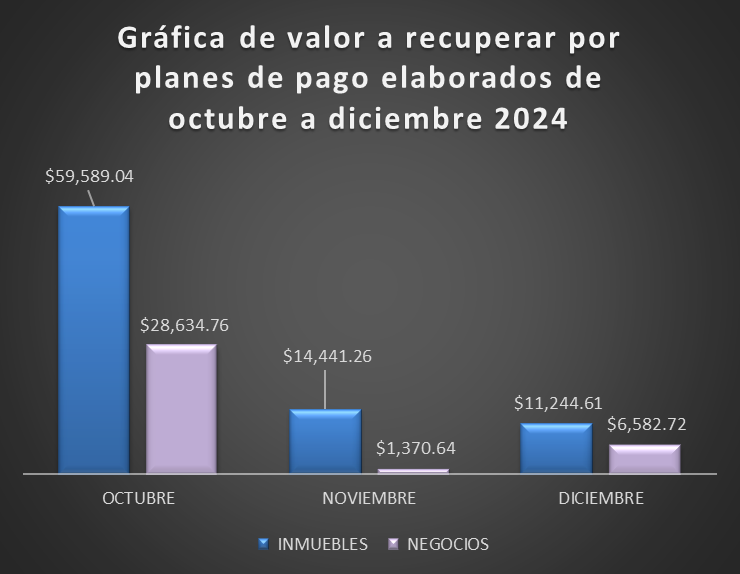 Gráfica de valor a recuperar por
planes de pago elaborados de
octubre a diciembre 2024
$59,589.04
$28,634.76
$14,441.26
$1,370.64
$11,244.61
$6,582.72
OCTUBRE
NOVIEMBRE
DICIEMBRE
INMUEBLES
NEGOCIOS